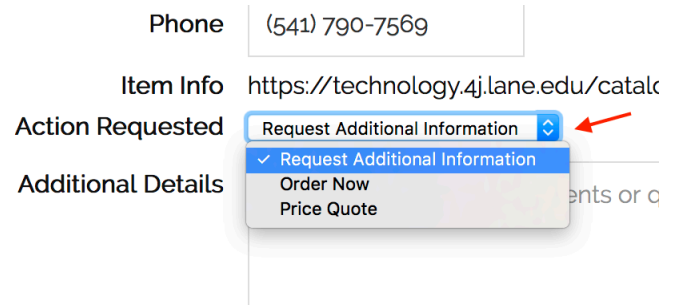 Phone (541) 790-7569
Item Info https://technology.4j.lane.edu/catalo
Action Requested Request Additional Information
✓ Request Additional Information
Additional Details
Order Now
ents or q
Price Quote